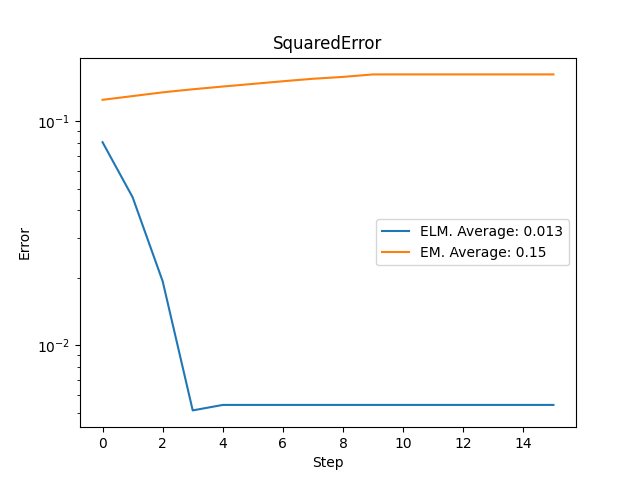 SquaredError
Error
10⁻¹
10⁻²
ELM. Average: 0.013
EM. Average: 0.15
0 2 4 6 8 10 12 14
Step